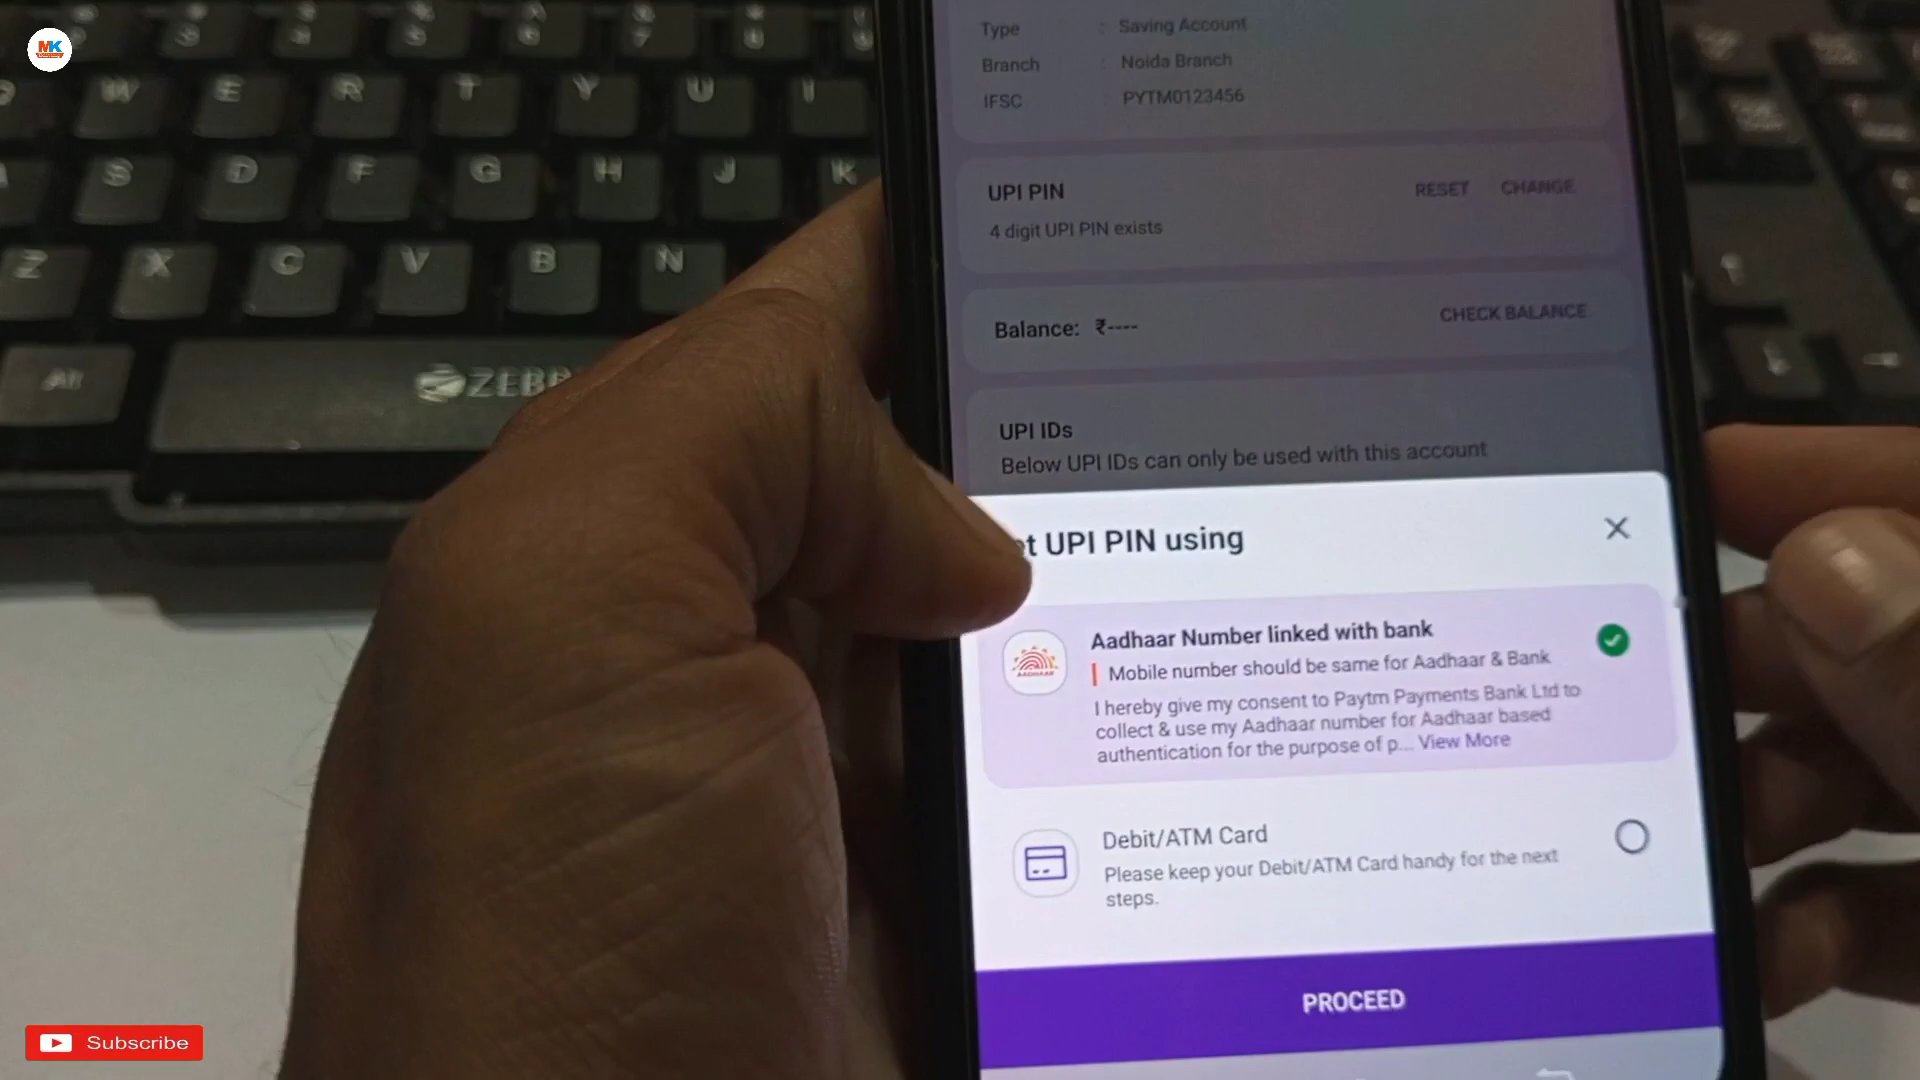 MK
W E R T Y U I
S D F G H J K
Z X C V B N
Alt
Type : Saving Account
Branch : Noida Branch
IFSC : PYTM0123456
UPI PIN
RESET CHANGE
4 digit UPI PIN exists
Balance: ₹----
CHECK BALANCE
UPI IDs
Below UPI IDs can only be used with this account
UPI PIN using
AADHAAR
Aadhaar Number linked with bank
Mobile number should be same for Aadhaar & Bank
I hereby give my consent to Paytm Payments Bank Ltd to
collect & use my Aadhaar number for Aadhaar based
authentication for the purpose of p... View More
Debit/ATM Card
Please keep your Debit/ATM Card handy for the next
steps.
PROCEED
Subscribe